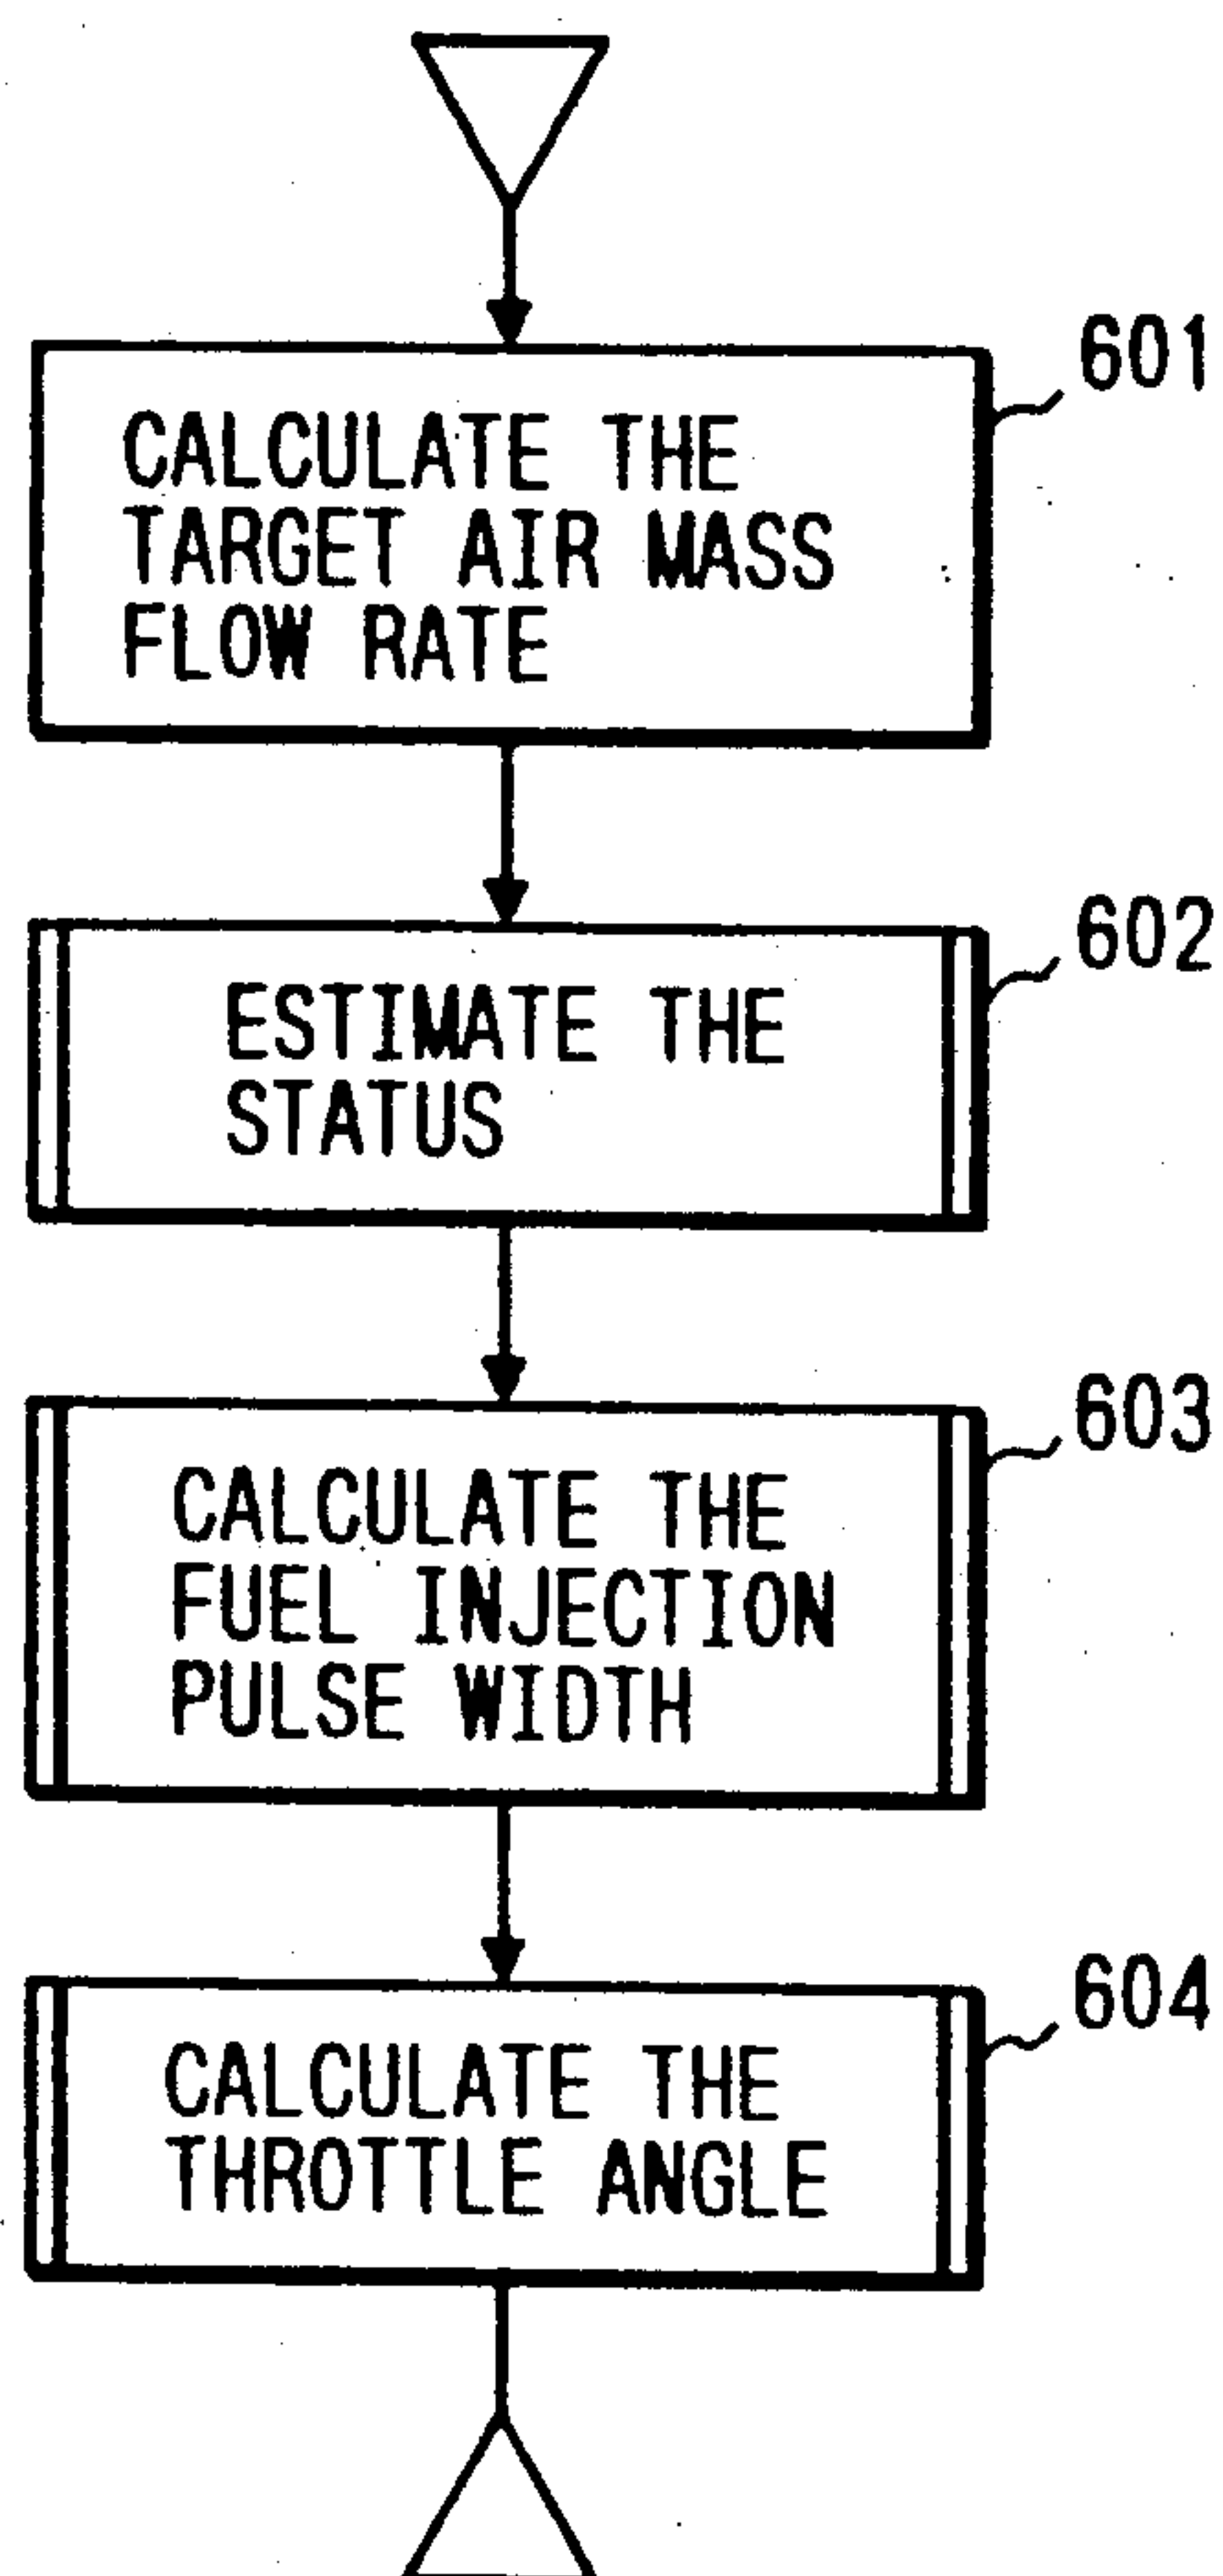 601
CALCULATE THE
TARGET AIR MASS
FLOW RATE
602
ESTIMATE THE
STATUS
603
CALCULATE THE
FUEL INJECTION
PULSE WIDTH
604
CALCULATE THE
THROTTLE ANGLE